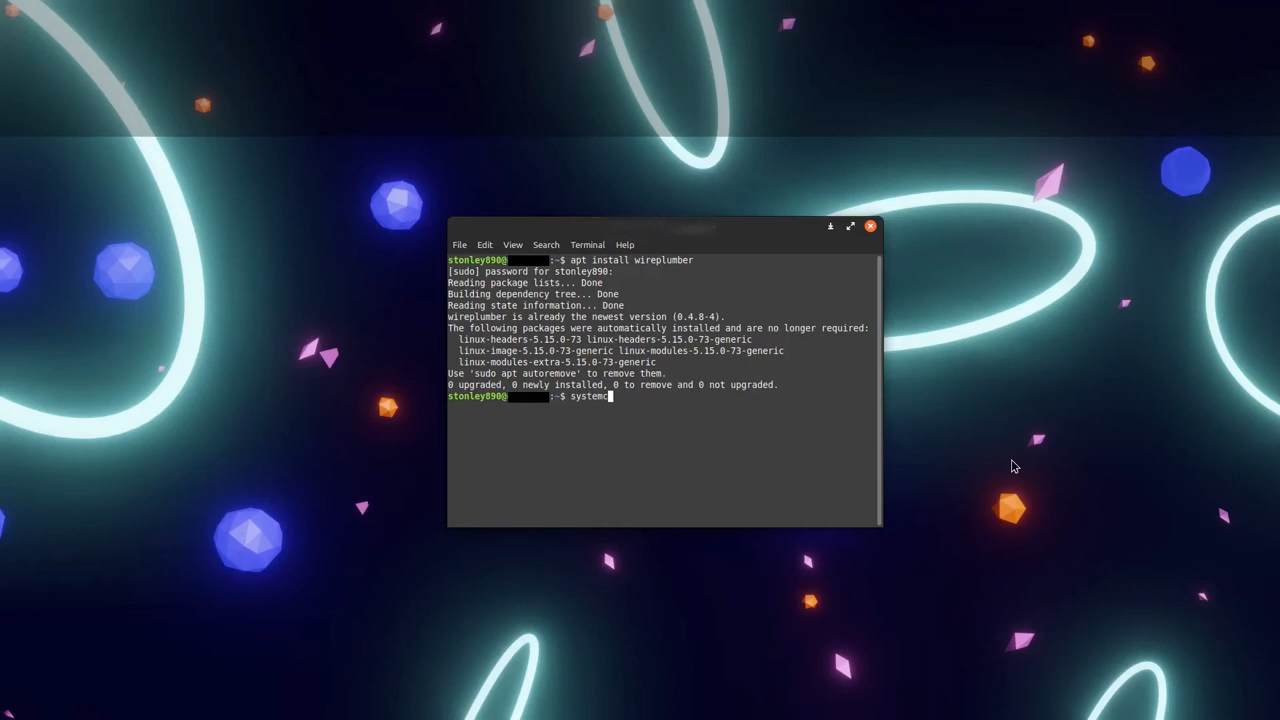 File Edit View Search Terminal Help
stonley890@ :~$ apt install wireplumber
[sudo] password for stonley890:
Reading package lists... Done
Building dependency tree... Done
Reading state information... Done
wireplumber is already the newest version (0.4.8-4).
The following packages were automatically installed and are no longer required:
  linux-headers-5.15.0-73 linux-headers-5.15.0-73-generic
  linux-image-5.15.0-73-generic linux-modules-5.15.0-73-generic
  linux-modules-extra-5.15.0-73-generic
Use 'sudo apt autoremove' to remove them.
0 upgraded, 0 newly installed, 0 to remove and 0 not upgraded.
stonley890@ :~$ systemc